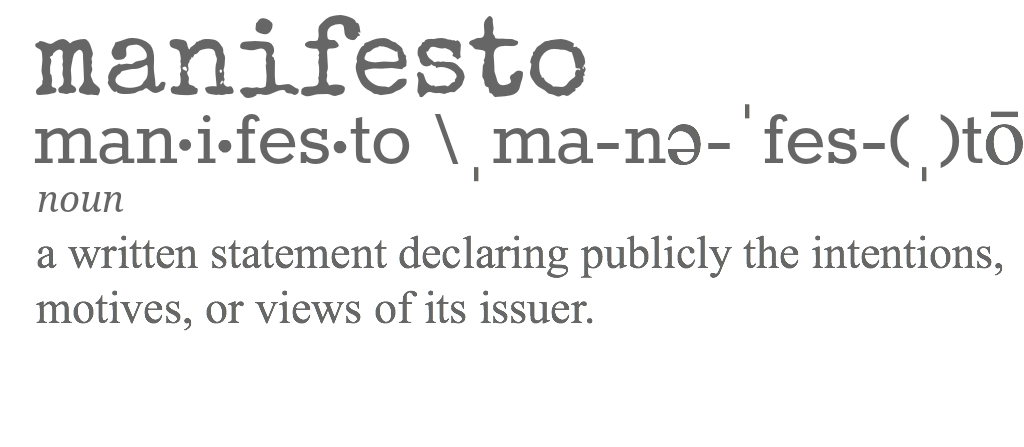 manifesto
man·i·fes·to \ˌma-nə-ˈfes-(ˌ)tō
noun
a written statement declaring publicly the intentions,
motives, or views of its issuer.